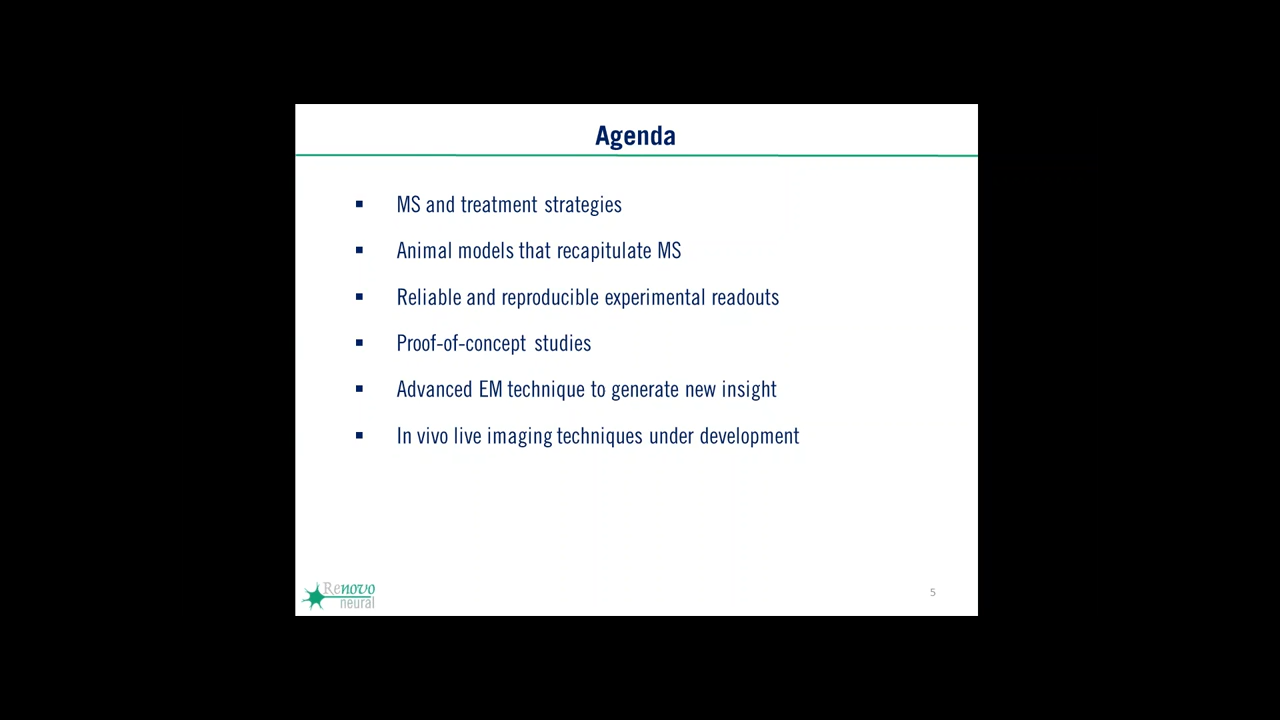 Agenda
▪ MS and treatment strategies
▪ Animal models that recapitulate MS
▪ Reliable and reproducible experimental readouts
▪ Proof-of-concept studies
▪ Advanced EM technique to generate new insight
▪ In vivo live imaging techniques under development
Renovo
neural
5